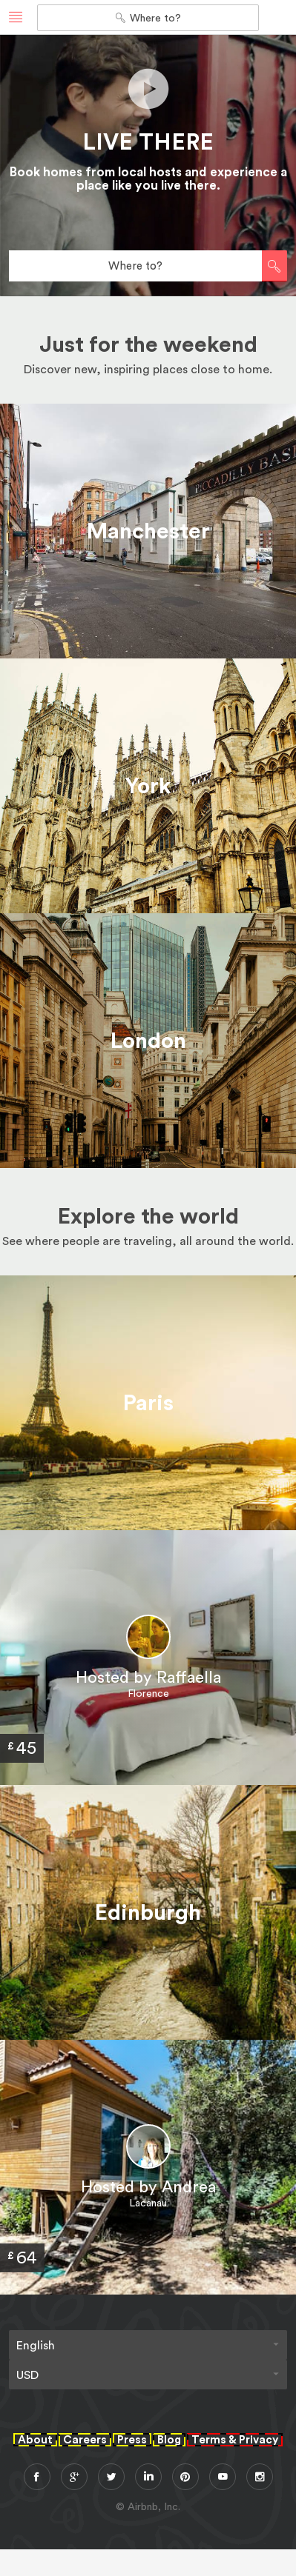 Where to?
LIVE THERE
Book homes from local hosts and experience a
place like you live there.
Where to?
Just for the weekend
Discover new, inspiring places close to home.
PICCADILLY BASI
Manchester
York
London
Explore the world
See where people are traveling, all around the world.
Paris
Hosted by Raffaella
Florence
£45
Edinburgh
Hosted by Andrea
Lacanau
£64
English
USD
About Careers Press Blog Terms & Privacy
© Airbnb, Inc.